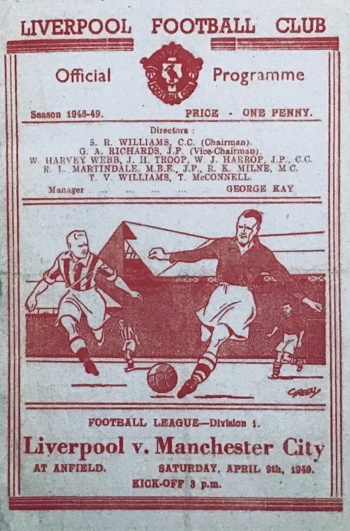 LIVERPOOL FOOTBALL CLUB
Official Programme
Season 1948-49. PRICE - ONE PENNY.
Directors :
S. R. WILLIAMS, C.C. (Chairman).
G. A. RICHARDS, J.P. (Vice-Chairman).
W. HARVEY WEBB, J. H. TROOP, W. J. HARROP, J.P., C.C.
R. L. MARTINDALE, M.B.E., J.P., R. K. MILNE, M.C.
T. V. WILLIAMS, T. McCONNELL.
Manager ... ... ... ... GEORGE KAY
FOOTBALL LEAGUE—Division 1.
Liverpool v. Manchester City
AT ANFIELD. SATURDAY, APRIL 9th, 1949.
KICK-OFF 3 p.m.